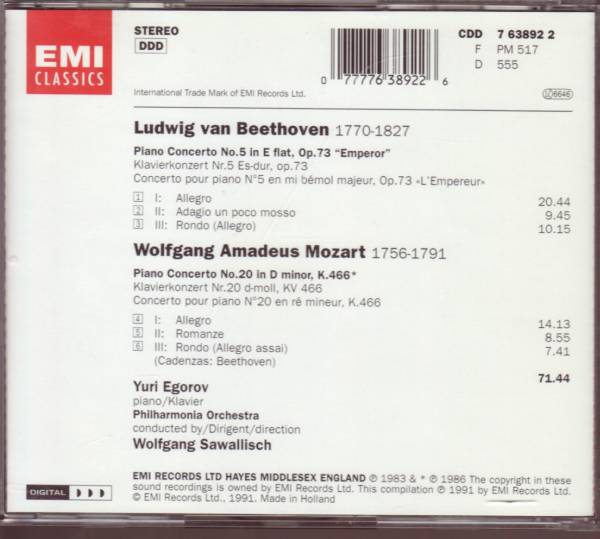 EMI
CLASSICS
STEREO
DDD
CDD 7 63892 2
F PM 517
D 555
0 77776 38922 6
International Trade Mark of EMI Records Ltd.
106646
Ludwig van Beethoven 1770-1827
Piano Concerto No.5 in E flat, Op.73 “Emperor”
Klavierkonzert Nr.5 Es-dur, op.73
Concerto pour piano N°5 en mi bémol majeur, Op.73 «L'Empereur»
1 I: Allegro 20.44
2 II: Adagio un poco mosso 9.45
3 III: Rondo (Allegro) 10.15
Wolfgang Amadeus Mozart 1756-1791
Piano Concerto No.20 in D minor, K.466*
Klavierkonzert Nr.20 d-moll, KV 466
Concerto pour piano N°20 en ré mineur, K.466
4 I: Allegro 14.13
5 II: Romanze 8.55
6 III: Rondo (Allegro assai) 7.41
(Cadenzas: Beethoven)
71.44
Yuri Egorov
piano/Klavier
Philharmonia Orchestra
conducted by/Dirigent/direction
Wolfgang Sawallisch
EMI RECORDS LTD HAYES MIDDLESEX ENGLAND ℗ 1983 & * ℗ 1986 The copyright in these
sound recordings is owned by EMI Records Ltd. This compilation ℗ 1991 by EMI Records Ltd.
© EMI Records Ltd., 1991. Made in Holland
DIGITAL